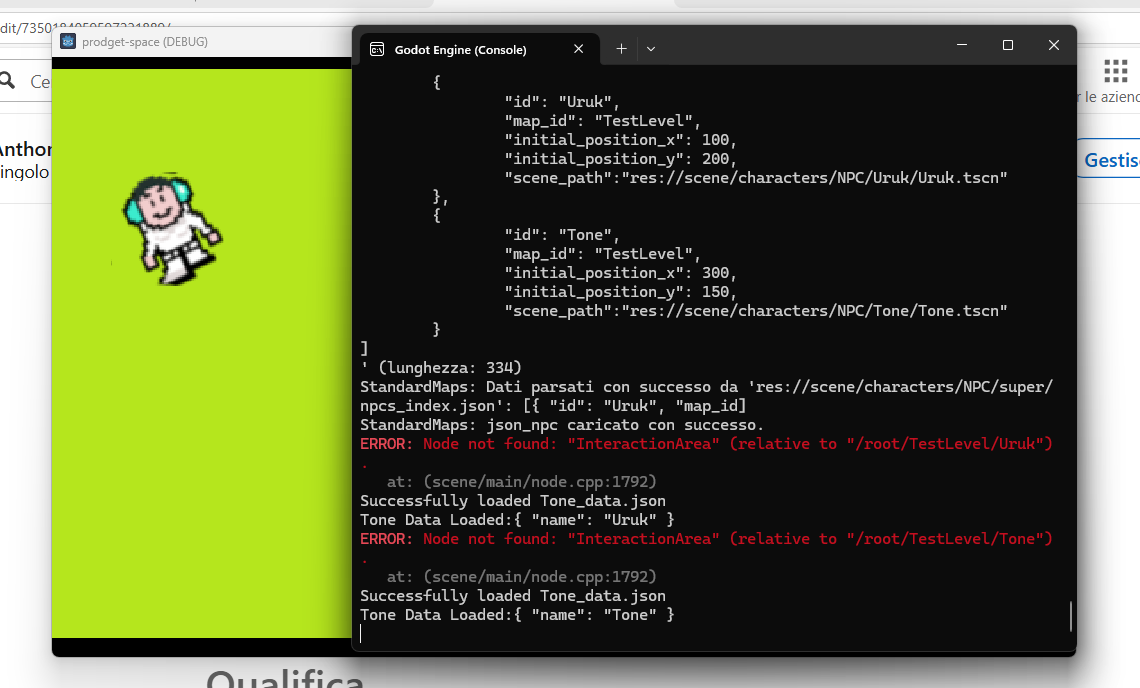 dit/7350184059597221889/
prodget-space (DEBUG)
Godot Engine (Console)
Ce
r le aziend
Gestis
Anthon
ingolo
{
"id": "Uruk",
"map_id": "TestLevel",
"initial_position_x": 100,
"initial_position_y": 200,
"scene_path":"res://scene/characters/NPC/Uruk/Uruk.tscn"
},
{
"id": "Tone",
"map_id": "TestLevel",
"initial_position_x": 300,
"initial_position_y": 150,
"scene_path":"res://scene/characters/NPC/Tone/Tone.tscn"
}
]
' (lunghezza: 334)
StandardMaps: Dati parsati con successo da 'res://scene/characters/NPC/super/
npcs_index.json': [{ "id": "Uruk", "map_id]
StandardMaps: json_npc caricato con successo.
ERROR: Node not found: "InteractionArea" (relative to "/root/TestLevel/Uruk")
.
at: (scene/main/node.cpp:1792)
Successfully loaded Tone_data.json
Tone Data Loaded:{ "name": "Uruk" }
ERROR: Node not found: "InteractionArea" (relative to "/root/TestLevel/Tone")
.
at: (scene/main/node.cpp:1792)
Successfully loaded Tone_data.json
Tone Data Loaded:{ "name": "Tone" }
Qualifica